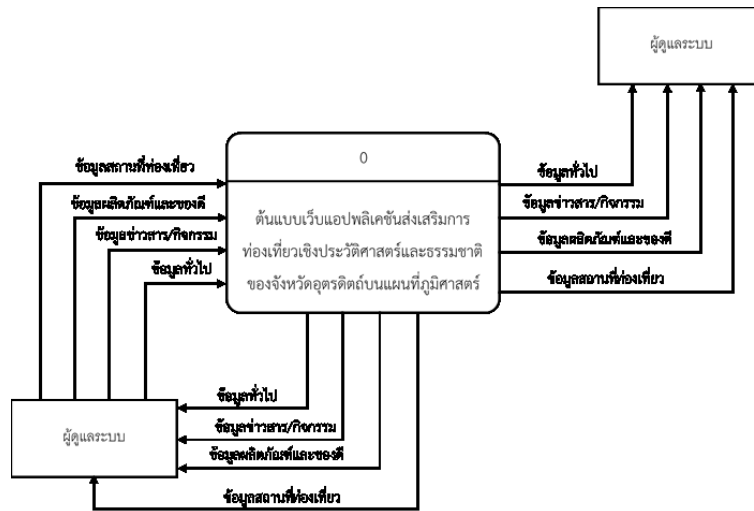 ผู้ดูแลระบบ
0
ต้นแบบเว็บแอปพลิเคชันส่งเสริมการ
ท่องเที่ยวเชิงประวัติศาสตร์และธรรมชาติ
ของจังหวัดอุตรดิตถ์บนแผนที่ภูมิศาสตร์
ข้อมูลสถานที่ท่องเที่ยว
ข้อมูลผลิตภัณฑ์และของดี
ข้อมูลข่าวสาร/กิจกรรม
ข้อมูลทั่วไป
ข้อมูลทั่วไป
ข้อมูลข่าวสาร/กิจกรรม
ข้อมูลผลิตภัณฑ์และของดี
ข้อมูลสถานที่ท่องเที่ยว
ผู้ดูแลระบบ
ข้อมูลทั่วไป
ข้อมูลข่าวสาร/กิจกรรม
ข้อมูลผลิตภัณฑ์และของดี
ข้อมูลสถานที่ท่องเที่ยว